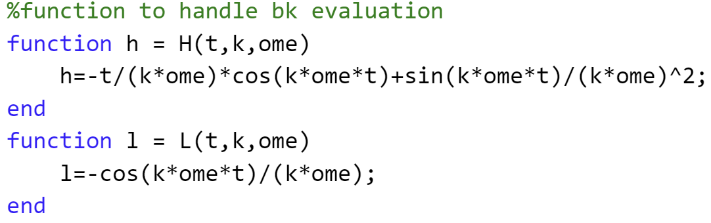 %function to handle bk evaluation
function h = H(t,k,ome)
    h=-t/(k*ome)*cos(k*ome*t)+sin(k*ome*t)/(k*ome)^2;
end
function l = L(t,k,ome)
    l=-cos(k*ome*t)/(k*ome);
end